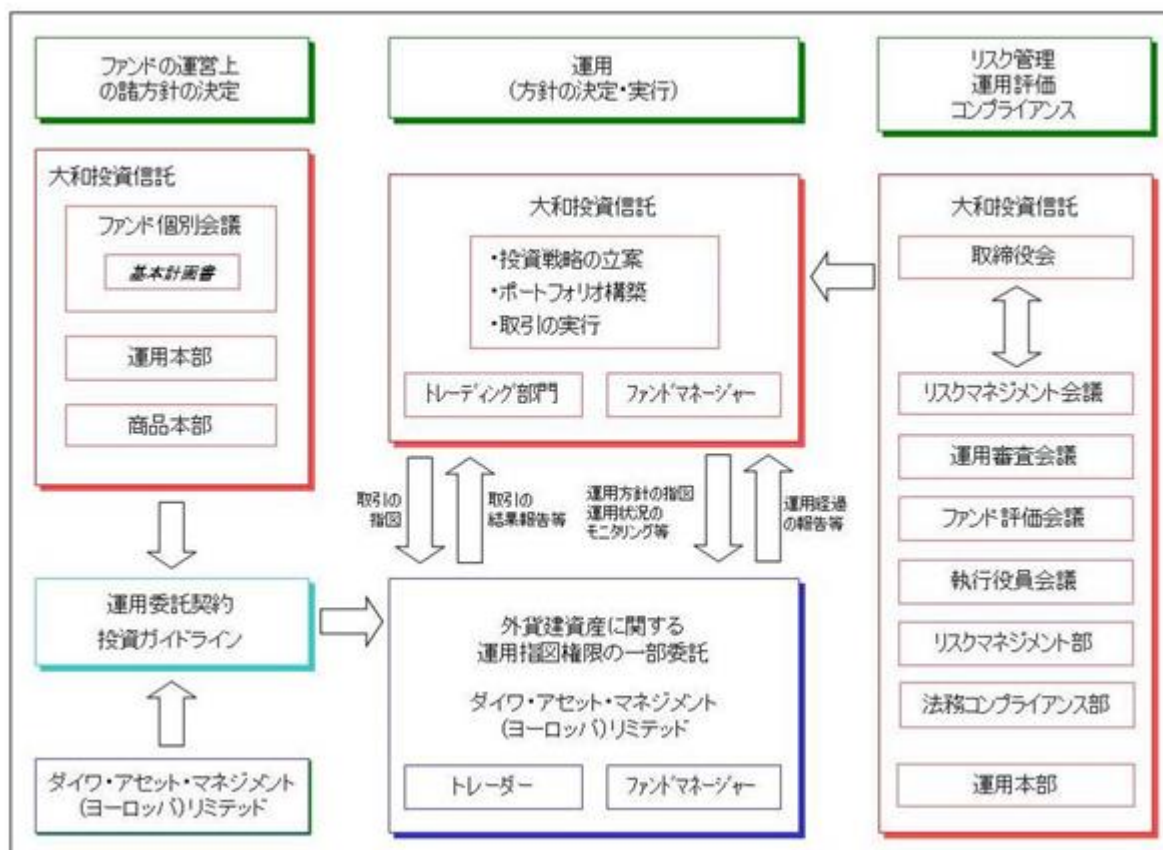 ファンドの運営上
の諸方針の決定
運用
(方針の決定・実行)
リスク管理
運用評価
コンプライアンス
大和投資信託
ファンド個別会議
基本計画書
運用本部
商品本部
大和投資信託
・投資戦略の立案
・ポートフォリオ構築
・取引の実行
トレーディング部門
ファンドマネージャー
大和投資信託
取締役会
リスクマネジメント会議
運用審査会議
ファンド評価会議
執行役員会議
リスクマネジメント部
法務コンプライアンス部
運用本部
取引の
指図
取引の
結果報告等
運用方針の指図
運用状況の
モニタリング等
運用経過
の報告等
運用委託契約
投資ガイドライン
外貨建資産に関する
運用指図権限の一部委託
ダイワ・アセット・マネジメント
(ヨーロッパ)リミテッド
トレーダー
ファンドマネージャー
ダイワ・アセット・マネジメント
(ヨーロッパ)リミテッド